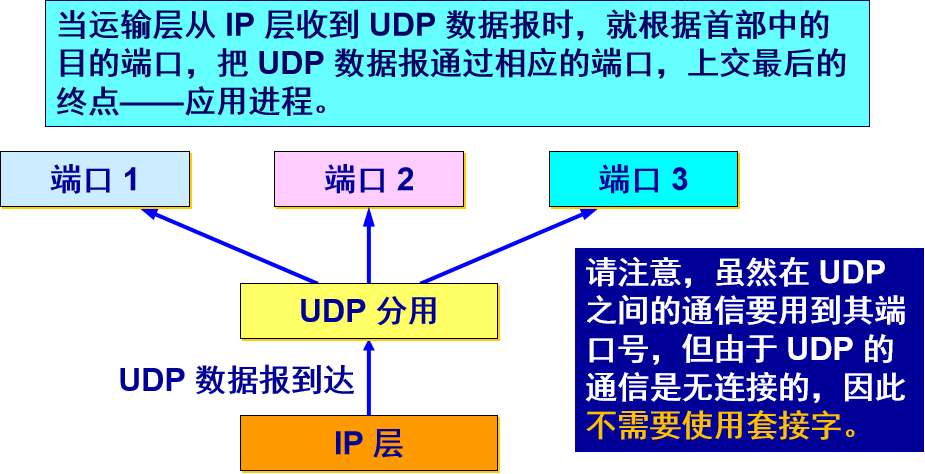 当运输层从 IP 层收到 UDP 数据报时，就根据首部中的
目的端口，把 UDP 数据报通过相应的端口，上交最后的
终点——应用进程。
端口 1
端口 2
端口 3
请注意，虽然在 UDP
之间的通信要用到其端
口号，但由于 UDP 的
通信是无连接的，因此
不需要使用套接字。
UDP 分用
UDP 数据报到达
IP 层